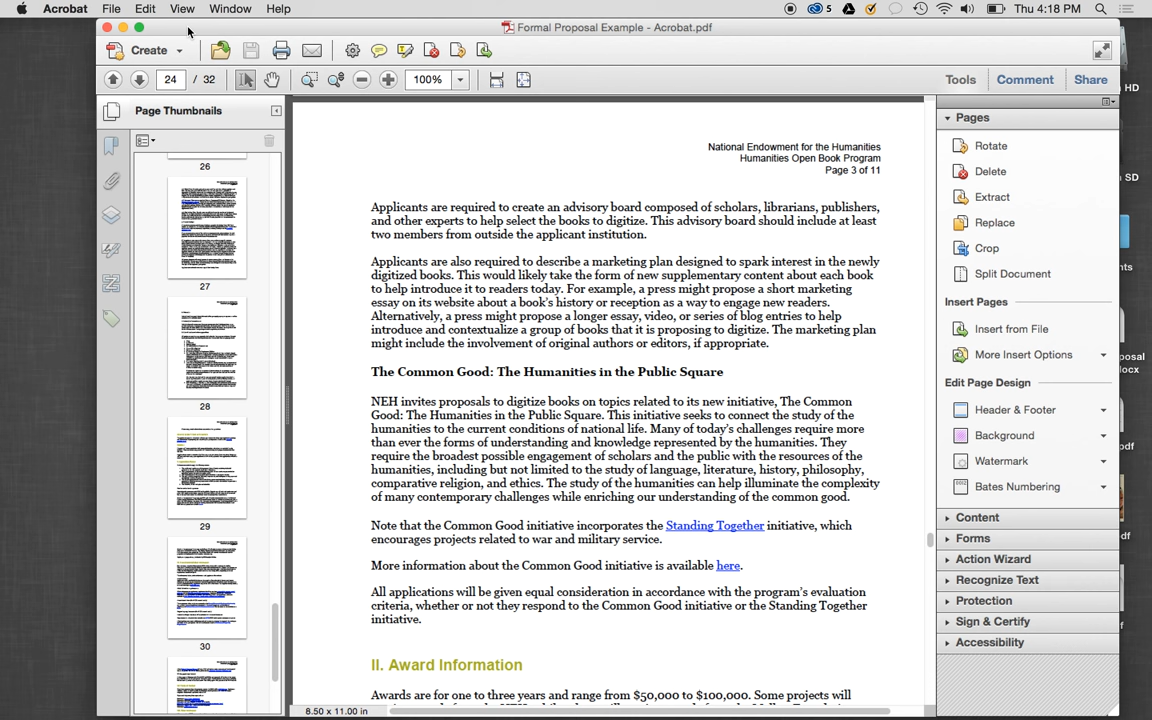 Acrobat File Edit View Window Help 5 Thu 4:18 PM
Formal Proposal Example - Acrobat.pdf
Create
24 / 32 100% Tools Comment Share
Page Thumbnails
26
27
28
29
30
National Endowment for the Humanities
Humanities Open Book Program
Page 3 of 11
Applicants are required to create an advisory board composed of scholars, librarians, publishers,
and other experts to help select the books to digitize. This advisory board should include at least
two members from outside the applicant institution.
Applicants are also required to describe a marketing plan designed to spark interest in the newly
digitized books. This would likely take the form of new supplementary content about each book
to help introduce it to readers today. For example, a press might propose a short marketing
essay on its website about a book's history or reception as a way to engage new readers.
Alternatively, a press might propose a longer essay, video, or series of blog entries to help
introduce and contextualize a group of books that it is proposing to digitize. The marketing plan
might include the involvement of original authors or editors, if appropriate.
The Common Good: The Humanities in the Public Square
NEH invites proposals to digitize books on topics related to its new initiative, The Common
Good: The Humanities in the Public Square. This initiative seeks to connect the study of the
humanities to the current conditions of national life. Many of today's challenges require more
than ever the forms of understanding and knowledge represented by the humanities. They
require the broadest possible engagement of scholars and the public with the resources of the
humanities, including but not limited to the study of language, literature, history, philosophy,
comparative religion, and ethics. The study of the humanities can help illuminate the complexity
of many contemporary challenges while enriching our understanding of the common good.
Note that the Common Good initiative incorporates the Standing Together initiative, which
encourages projects related to war and military service.
More information about the Common Good initiative is available here.
All applications will be given equal consideration in accordance with the program's evaluation
criteria, whether or not they respond to the Common Good initiative or the Standing Together
initiative.
II. Award Information
Awards are for one to three years and range from $50,000 to $100,000. Some projects will
8.50 x 11.00 in
Pages
Rotate
Delete
Extract
Replace
Crop
Split Document
Insert Pages
Insert from File
More Insert Options
Edit Page Design
Header & Footer
Background
Watermark
Bates Numbering
Content
Forms
Action Wizard
Recognize Text
Protection
Sign & Certify
Accessibility
HD
SD
nts
posal
locx
pdf
df
f